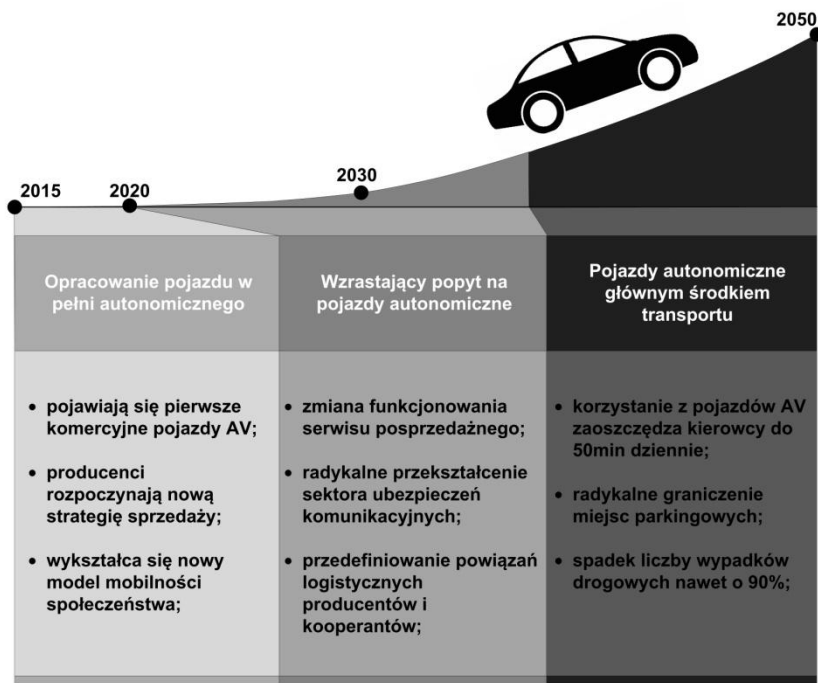 2050
2015
2020
2030
Opracowanie pojazdu w
pełni autonomicznego
Wzrastający popyt na
pojazdy autonomiczne
Pojazdy autonomiczne
głównym środkiem
transportu
• pojawiają się pierwsze
komercyjne pojazdy AV;
• producenci
rozpoczynają nową
strategię sprzedaży;
• wykształca się nowy
model mobilności
społeczeństwa;
• zmiana funkcjonowania
serwisu posprzedażnego;
• radykalne przekształcenie
sektora ubezpieczeń
komunikacyjnych;
• przedefiniowanie powiązań
logistycznych
producentów i
kooperantów;
• korzystanie z pojazdów AV
zaoszczędza kierowcy do
50min dziennie;
• radykalne graniczenie
miejsc parkingowych;
• spadek liczby wypadków
drogowych nawet o 90%;